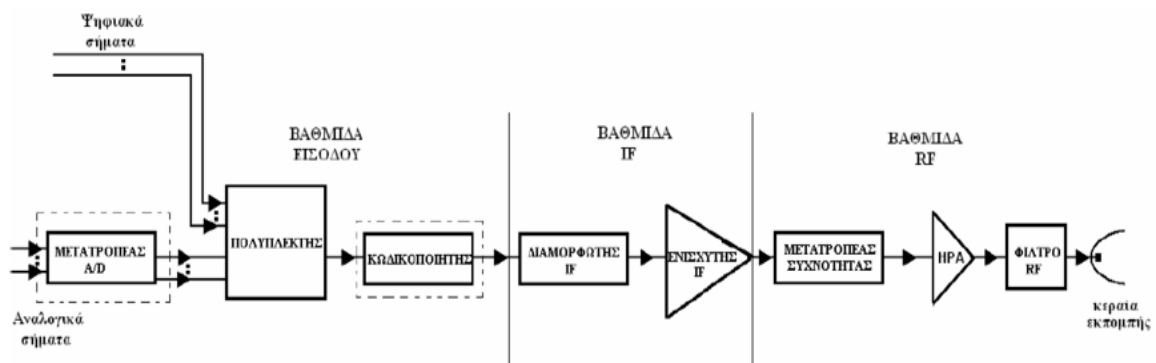 Ψηφιακά
σήματα
ΒΑΘΜΙΔΑ
ΕΙΣΟΔΟΥ
ΒΑΘΜΙΔΑ
IF
ΒΑΘΜΙΔΑ
RF
ΜΕΤΑΤΡΟΠΕΑΣ
A/D
ΠΟΛΥΠΛΕΚΤΗΣ
ΚΩΔΙΚΟΠΟΙΗΤΗΣ
ΔΙΑΜΟΡΦΩΤΗΣ
IF
ΕΝΙΣΧΥΤΗΣ
IF
ΜΕΤΑΤΡΟΠΕΑΣ
ΣΥΧΝΟΤΗΤΑΣ
HPA
ΦΙΛΤΡΟ
RF
Αναλογικά
σήματα
κεραία
εκπομπής